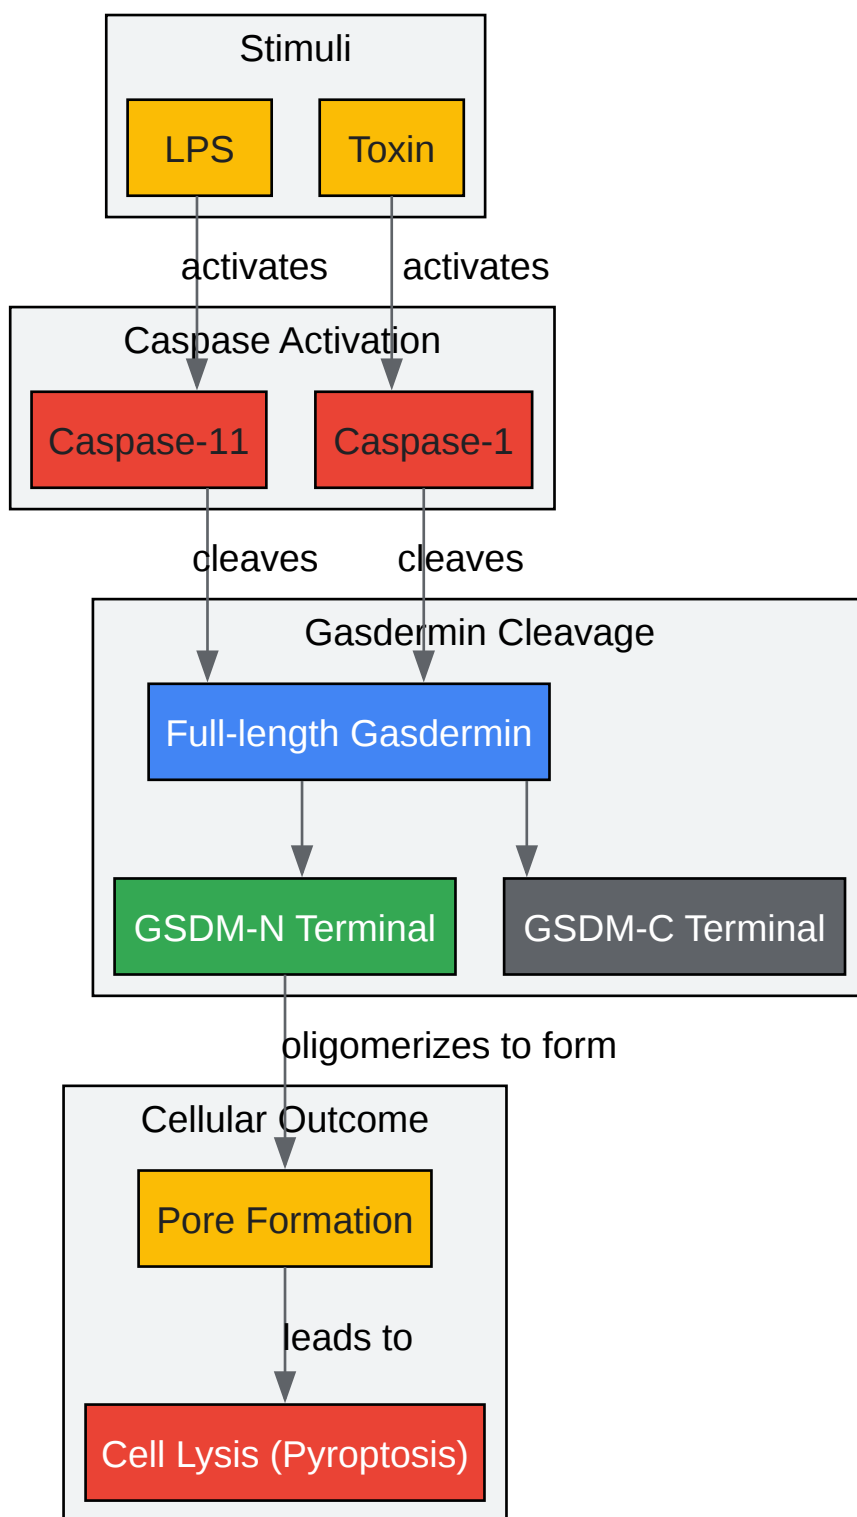 Stimuli
LPS
Toxin
activates
activates
Caspase Activation
Caspase-11
Caspase-1
cleaves
cleaves
Gasdermin Cleavage
Full-length Gasdermin
GSDM-N Terminal
GSDM-C Terminal
oligomerizes to form
Cellular Outcome
Pore Formation
leads to
Cell Lysis (Pyroptosis)